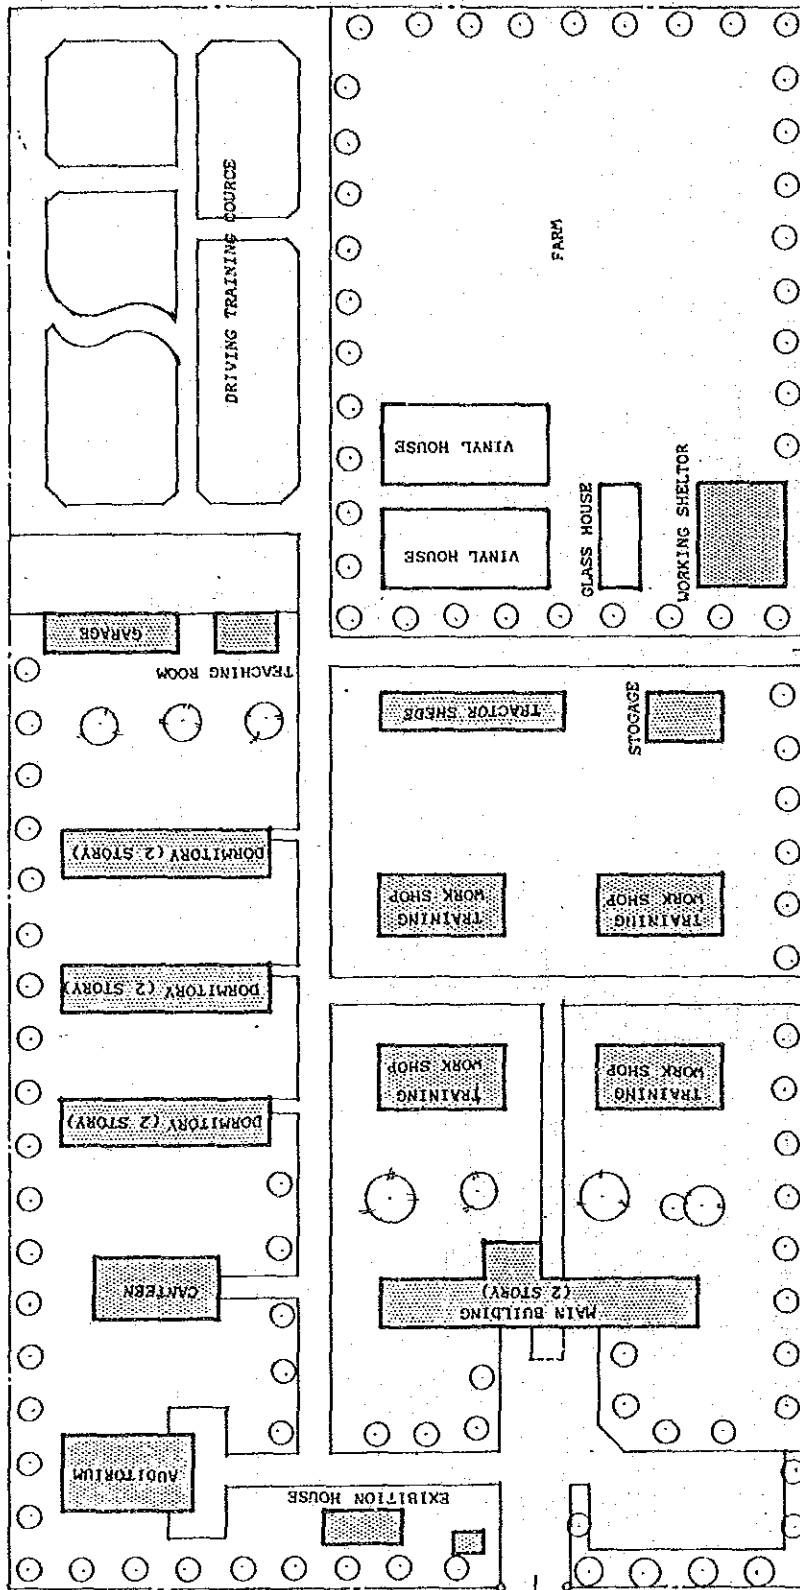 DRIVING TRAINING COURCE
FARM
VINYL HOUSE
VINYL HOUSE
GLASS HOUSE
WORKING SHELTOR
GARAGE
TEACHING ROOM
TRACTOR SHEDS
STOGAGE
DORMITORY (2 STORY)
TRAINING
WORK SHOP
TRAINING
WORK SHOP
DORMITORY (2 STORY)
TRAINING
WORK SHOP
TRAINING
WORK SHOP
DORMITORY (2 STORY)
CANTEEN
MAIN BUILDING
(2 STORY)
AUDITORIUM
EXIBITION HOUSE